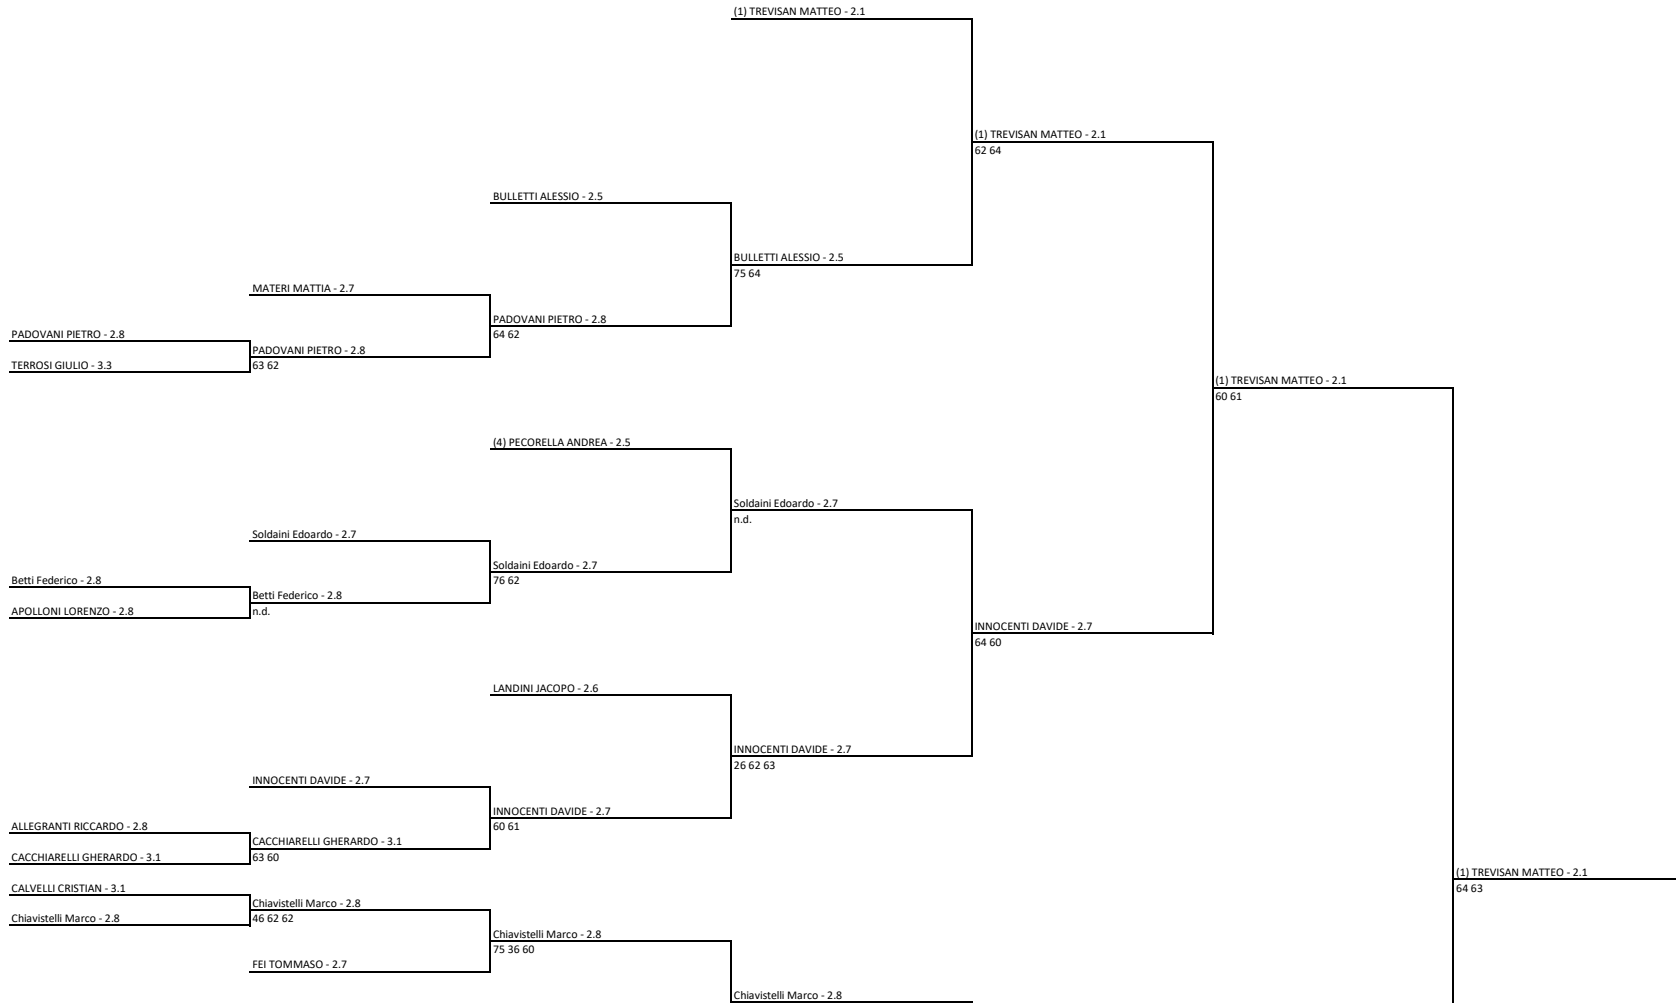 (1) TREVISAN MATTEO - 2.1
(1) TREVISAN MATTEO - 2.1
62 64
BULLETTI ALESSIO - 2.5
BULLETTI ALESSIO - 2.5
75 64
MATERI MATTIA - 2.7
PADOVANI PIETRO - 2.8
64 62
PADOVANI PIETRO - 2.8
PADOVANI PIETRO - 2.8
63 62
TERROSI GIULIO - 3.3
(1) TREVISAN MATTEO - 2.1
60 61
(4) PECORELLA ANDREA - 2.5
Soldaini Edoardo - 2.7
n.d.
Soldaini Edoardo - 2.7
Soldaini Edoardo - 2.7
76 62
Betti Federico - 2.8
Betti Federico - 2.8
n.d.
APOLLONI LORENZO - 2.8
INNOCENTI DAVIDE - 2.7
64 60
LANDINI JACOPO - 2.6
INNOCENTI DAVIDE - 2.7
26 62 63
INNOCENTI DAVIDE - 2.7
INNOCENTI DAVIDE - 2.7
60 61
ALLEGRANTI RICCARDO - 2.8
CACCHIARELLI GHERARDO - 3.1
63 60
CACCHIARELLI GHERARDO - 3.1
(1) TREVISAN MATTEO - 2.1
64 63
CALVELLI CRISTIAN - 3.1
Chiavistelli Marco - 2.8
46 62 62
Chiavistelli Marco - 2.8
Chiavistelli Marco - 2.8
75 36 60
FEI TOMMASO - 2.7
Chiavistelli Marco - 2.8